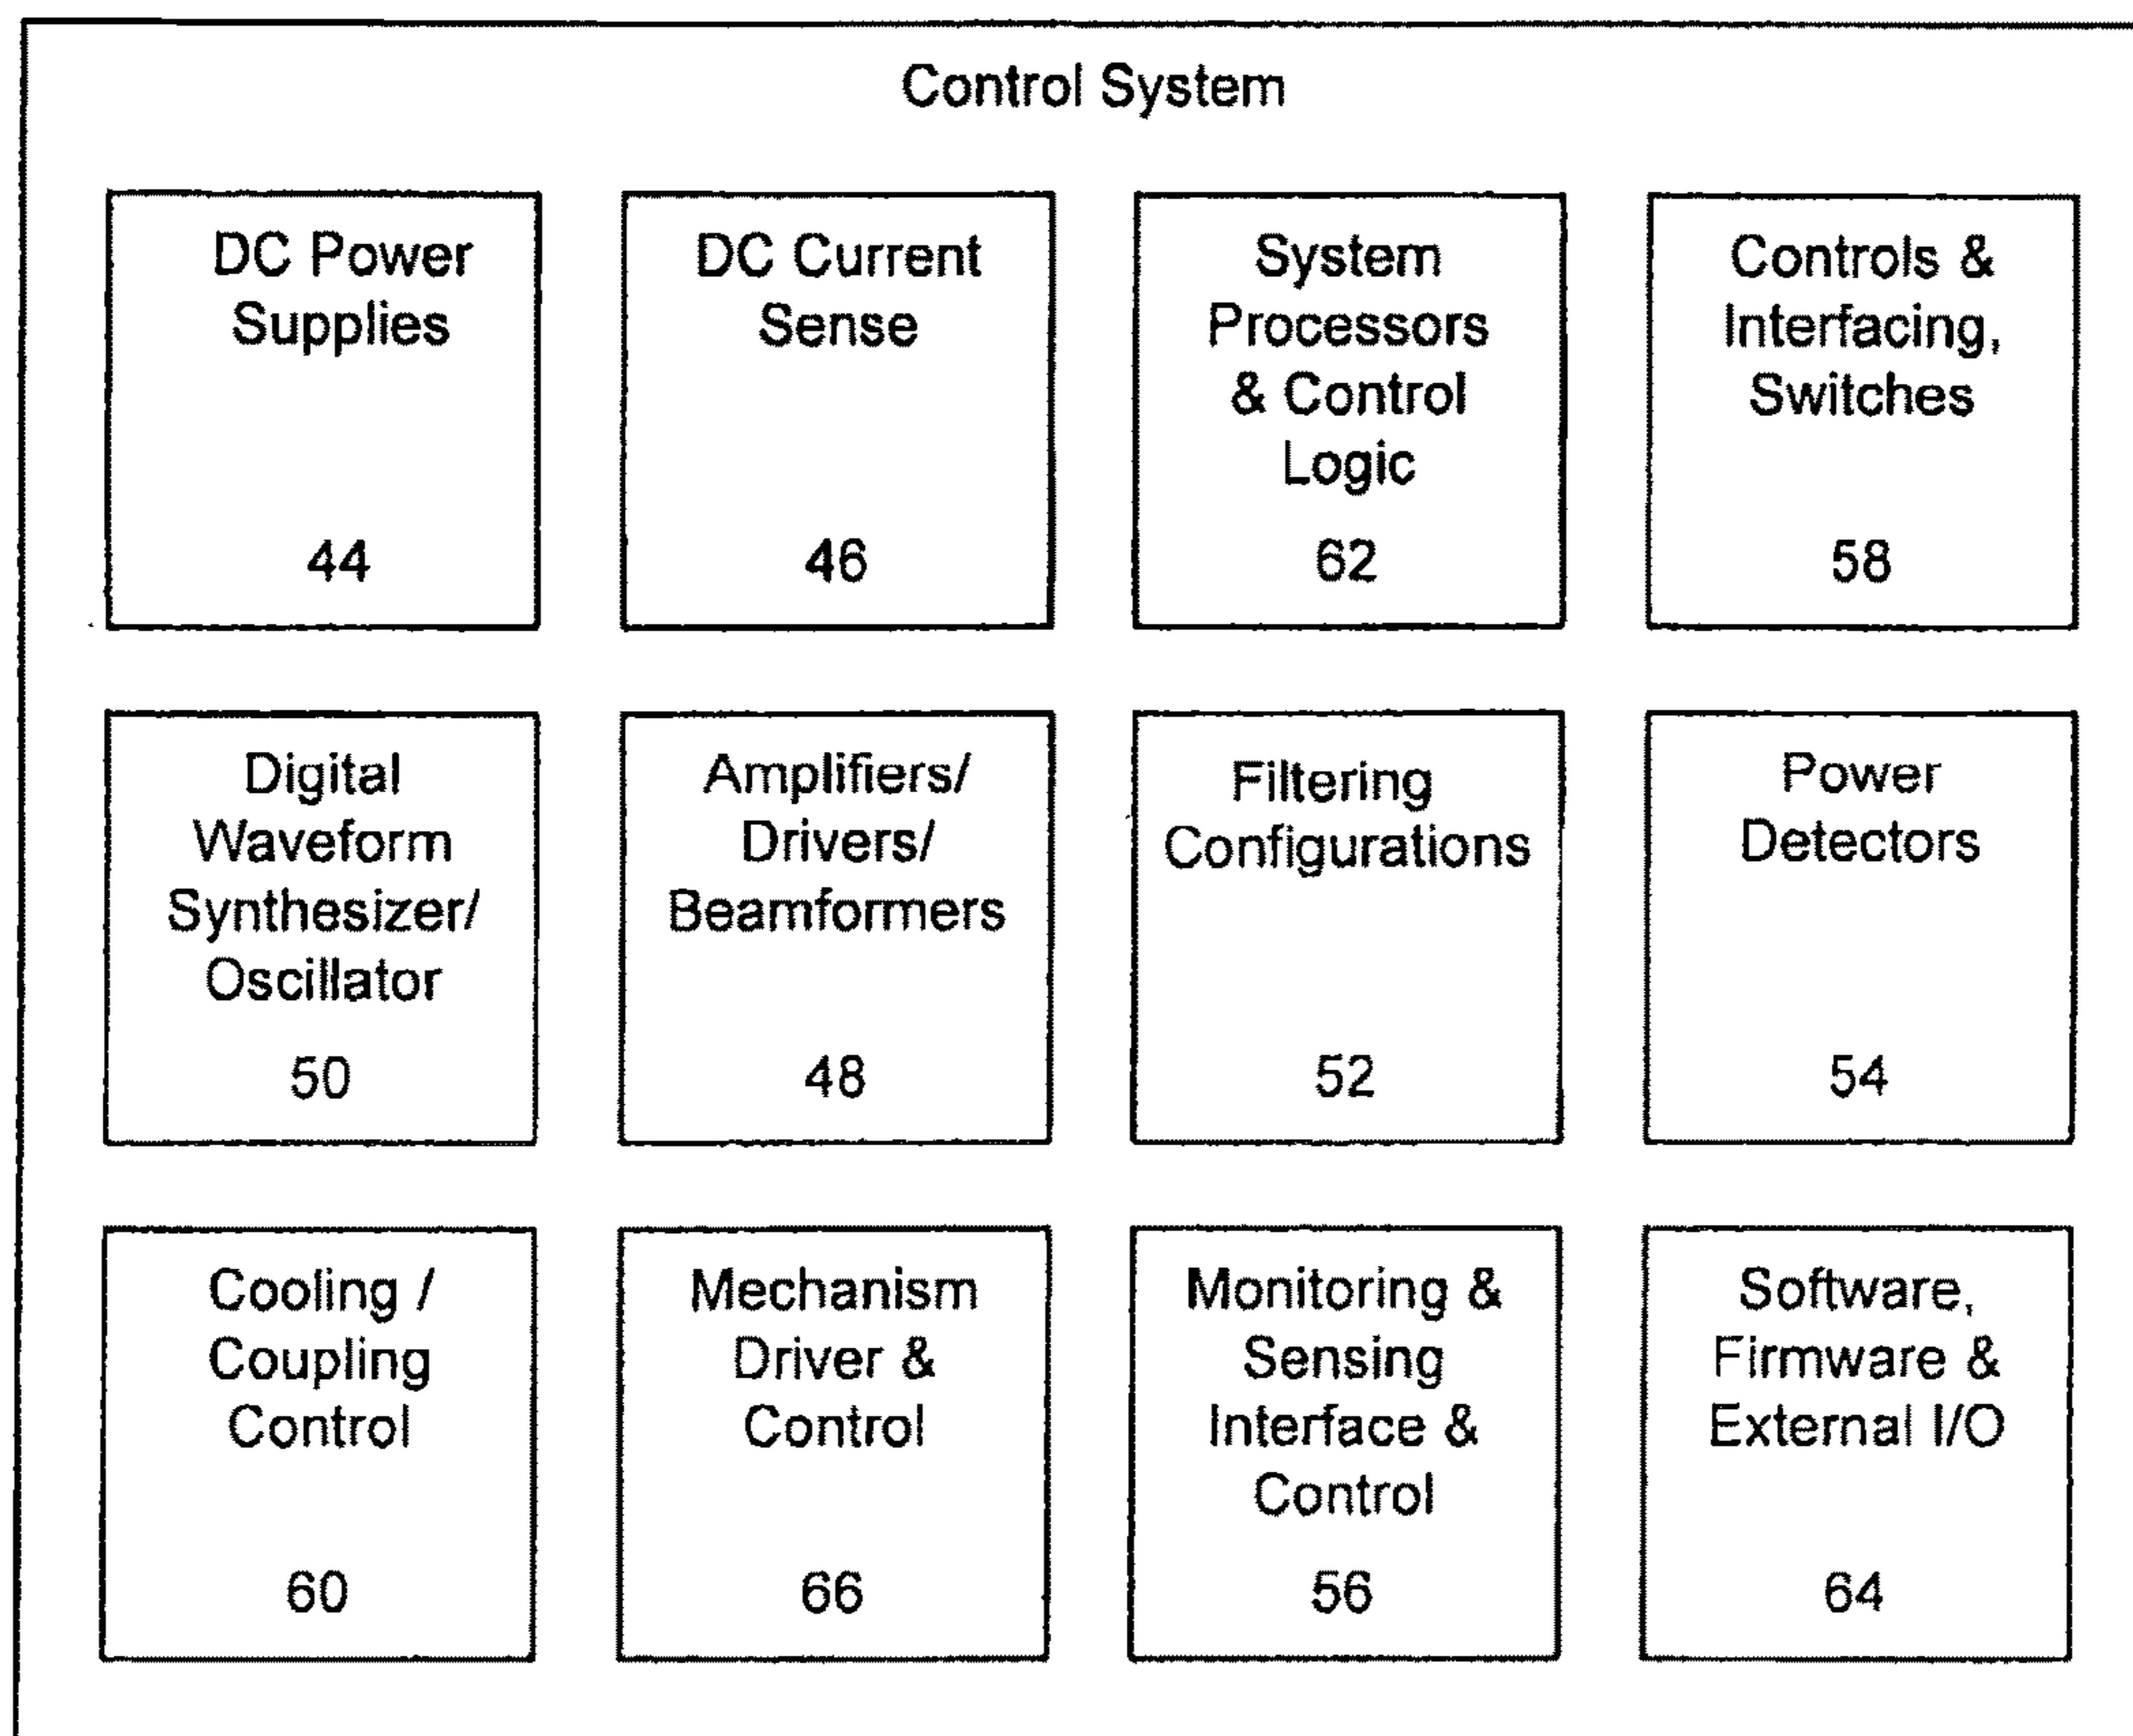 Control System
DC Power
Supplies
44
DC Current
Sense
46
System
Processors
& Control
Logic
62
Controls &
Interfacing,
Switches
58
Digital
Waveform
Synthesizer/
Oscillator
50
Amplifiers/
Drivers/
Beamformers
48
Filtering
Configurations
52
Power
Detectors
54
Cooling /
Coupling
Control
60
Mechanism
Driver &
Control
66
Monitoring &
Sensing
Interface &
Control
56
Software,
Firmware &
External I/O
64